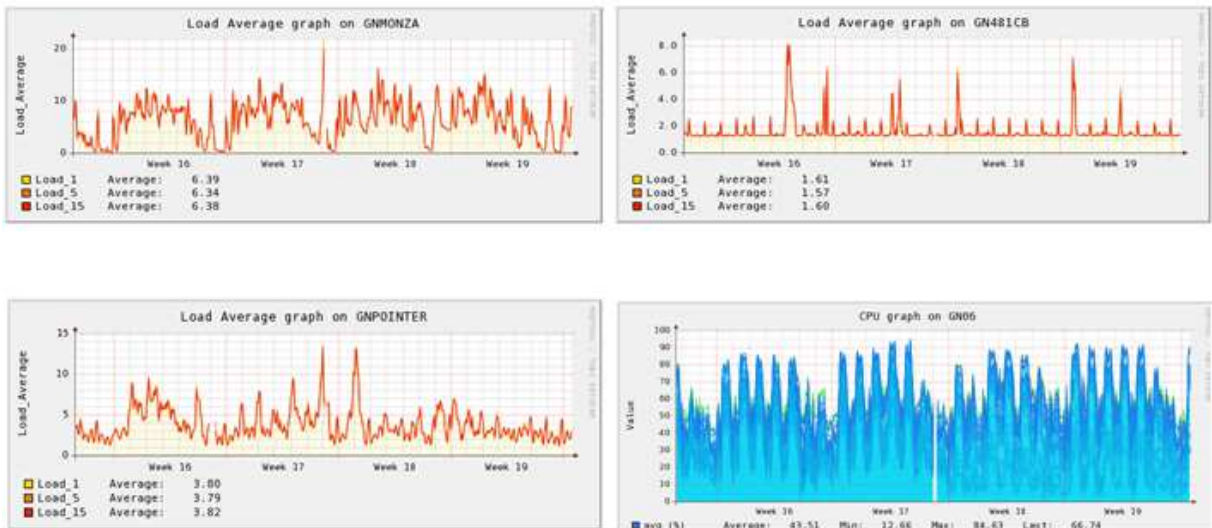 Load Average graph on GNMONZA
Load_Average
20
10
0
Week 16 Week 17 Week 18 Week 19
Load_1 Average: 6.39
Load_5 Average: 6.34
Load_15 Average: 6.38
Load Average graph on GN481CB
Load_Average
8.0
6.0
4.0
2.0
0.0
Week 16 Week 17 Week 18 Week 19
Load_1 Average: 1.61
Load_5 Average: 1.57
Load_15 Average: 1.60
Load Average graph on GNPOINTER
Load_Average
15
10
5
0
Week 16 Week 17 Week 18 Week 19
Load_1 Average: 3.80
Load_5 Average: 3.79
Load_15 Average: 3.82
CPU graph on GN06
Value
100
90
80
70
60
50
40
30
20
10
0
Week 16 Week 17 Week 18 Week 19
avg (%) Average: 43.51 Min: 12.66 Max: 84.63 Last: 66.74